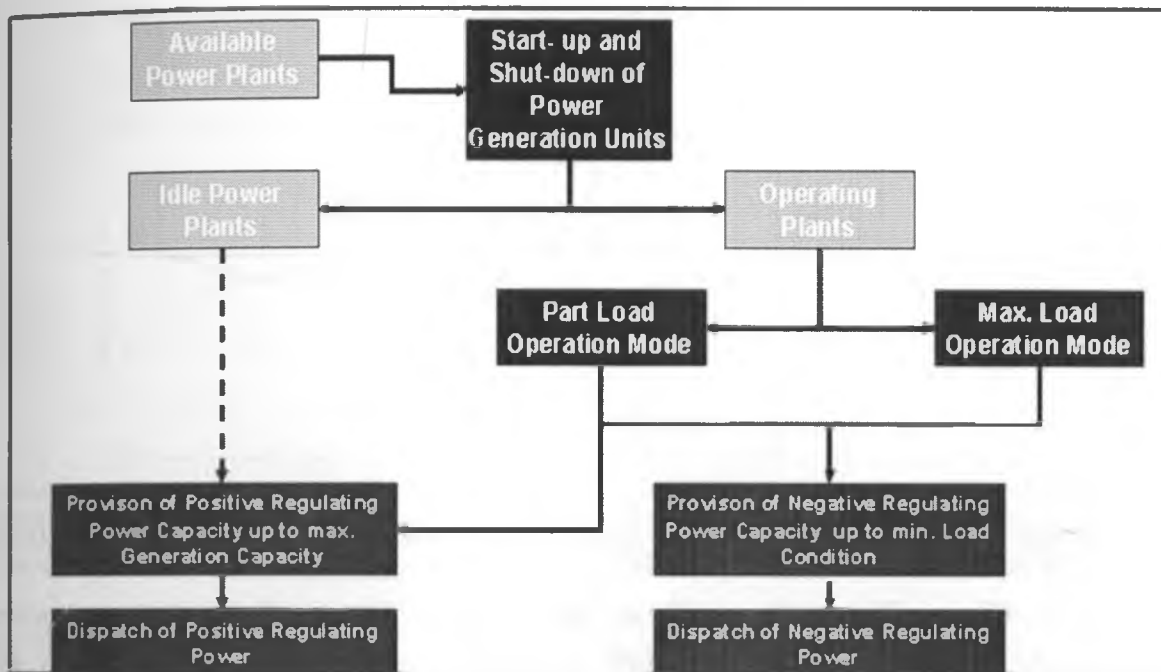 Available
Power Plants
Start- up and
Shut-down of
Power
Generation Units
Idle Power
Plants
Operating
Plants
Part Load
Operation Mode
Max. Load
Operation Mode
Provison of Positive Regulating
Power Capacity up to max.
Generation Capacity
Provison of Negative Regulating
Power Capacity up to min. Load
Condition
Dispatch of Positive Regulating
Power
Dispatch of Negative Regulating
Power